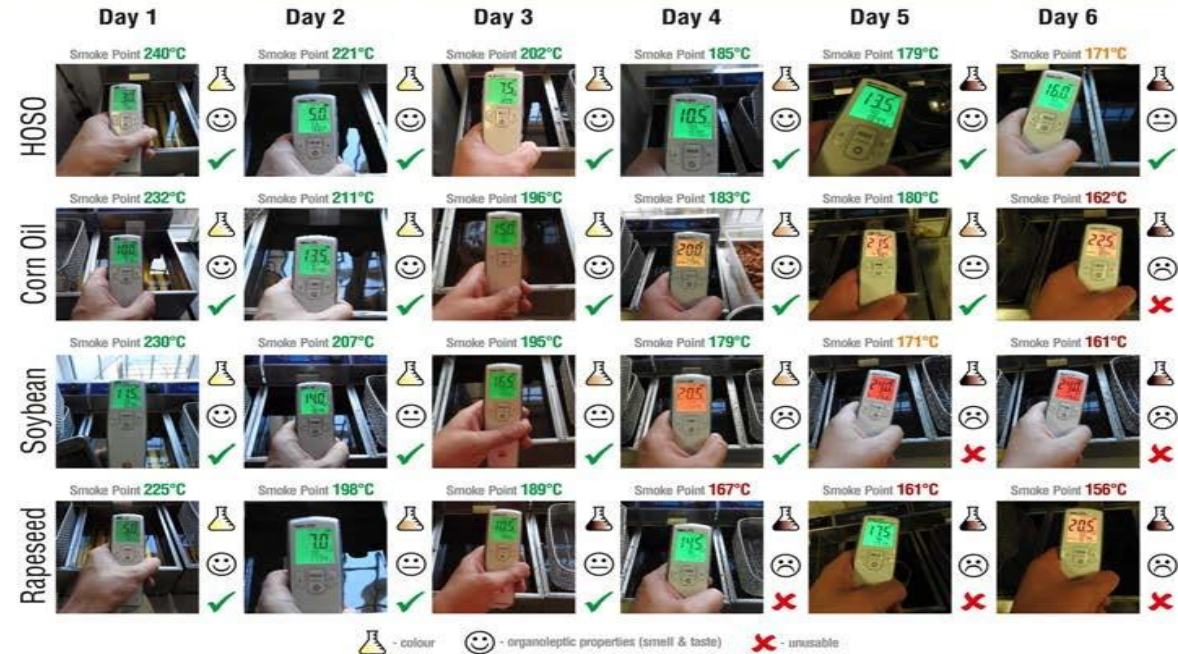 Day 1 Day 2 Day 3 Day 4 Day 5 Day 6
Smoke Point 240°C Smoke Point 221°C Smoke Point 202°C Smoke Point 185°C Smoke Point 179°C Smoke Point 171°C
HOSO
5.0 7.5 10.5 13.5 16.0
Smoke Point 232°C Smoke Point 211°C Smoke Point 196°C Smoke Point 183°C Smoke Point 180°C Smoke Point 162°C
Corn Oil
10.0 13.5 15.0 20.0 21.5 22.5
Smoke Point 230°C Smoke Point 207°C Smoke Point 195°C Smoke Point 179°C Smoke Point 171°C Smoke Point 161°C
Soybean
11.5 14.0 16.5 20.5 24.0 24.0
Smoke Point 225°C Smoke Point 198°C Smoke Point 189°C Smoke Point 167°C Smoke Point 161°C Smoke Point 156°C
Rapeseed
5.0 7.0 10.5 14.5 17.5 20.5
- colour - organoleptic properties (smell & taste) - unusable